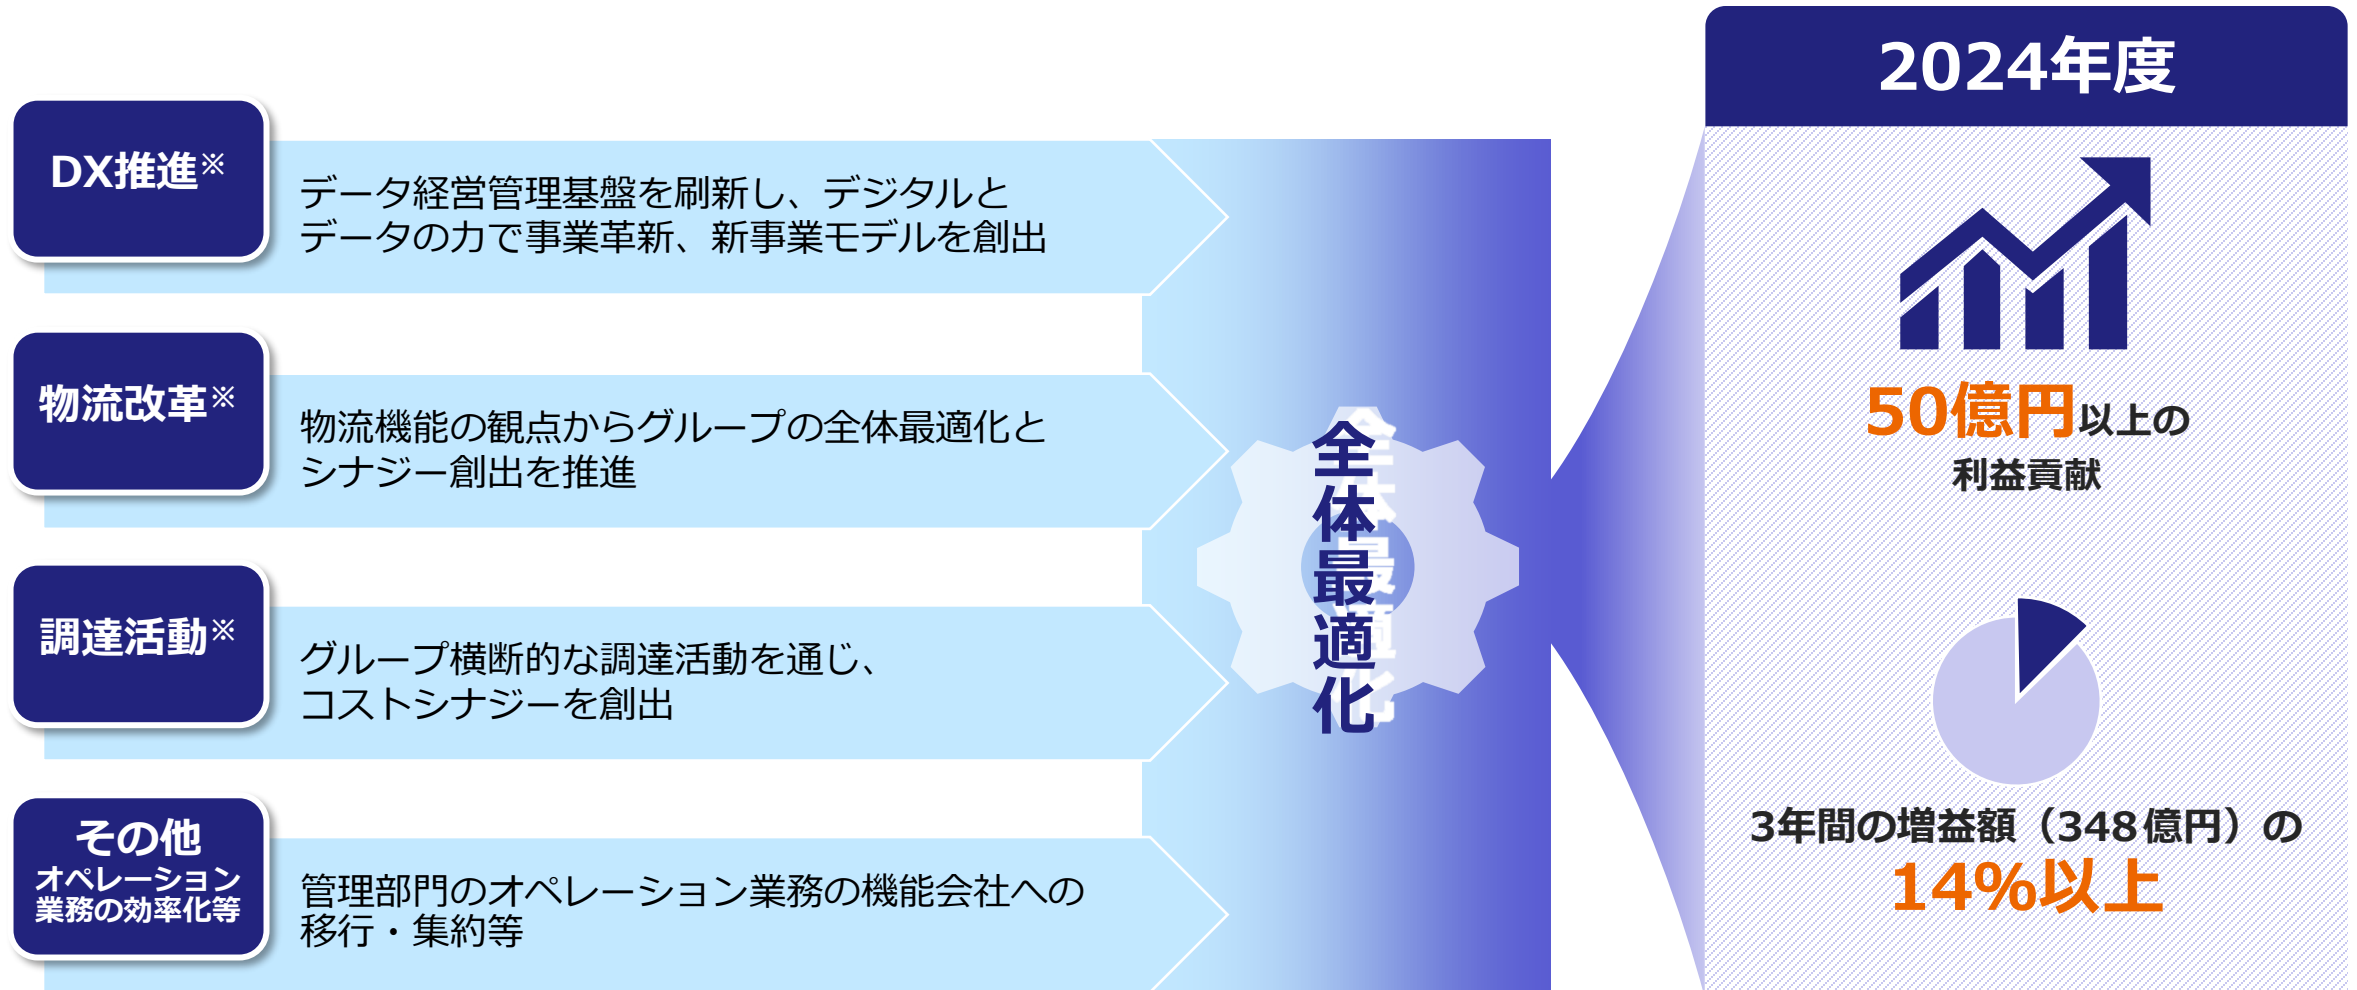 DX推進※
データ経営管理基盤を刷新し、デジタルと
データの力で事業革新、新事業モデルを創出
物流改革※
物流機能の観点からグループの全体最適化と
シナジー創出を推進
調達活動※
グループ横断的な調達活動を通じ、
コストシナジーを創出
その他
オペレーション
業務の効率化等
管理部門のオペレーション業務の機能会社への
移行・集約等
全体最適化
2024年度
50億円以上の
利益貢献
3年間の増益額（348億円）の
14%以上